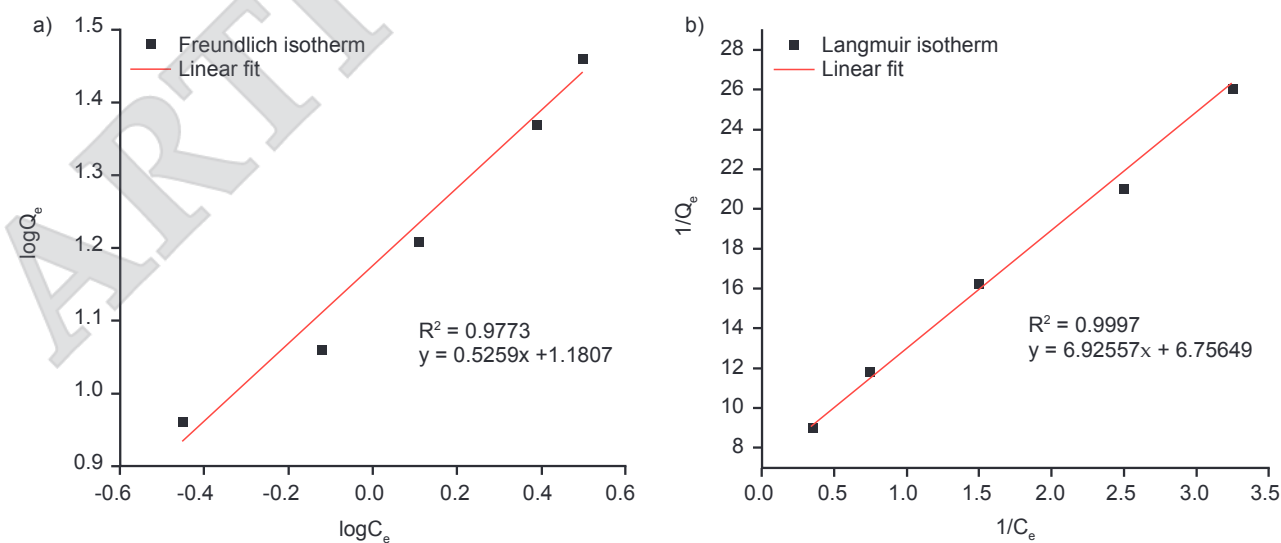 a)
Freundlich isotherm
Linear fit
1.5
1.4
1.3
1.2
1.1
1.0
0.9
logQe
R² = 0.9773
y = 0.5259x +1.1807
-0.6 -0.4 -0.2 0.0 0.2 0.4 0.6
logCe
b)
Langmuir isotherm
Linear fit
28
26
24
22
20
18
16
14
12
10
8
1/Qe
R² = 0.9997
y = 6.92557x + 6.75649
0.0 0.5 1.0 1.5 2.0 2.5 3.0 3.5
1/Ce
ARTI